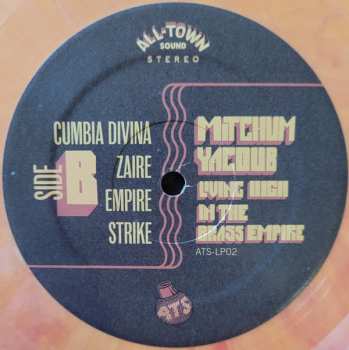 ALL-TOWN
SOUND
STEREO
SIDE B
CUMBIA DIVINA
ZAIRE
EMPIRE
STRIKE
MITCHUM
YACOUB
LIVING HIGH
IN THE
BRASS EMPIRE
ATS-LP02
ATS